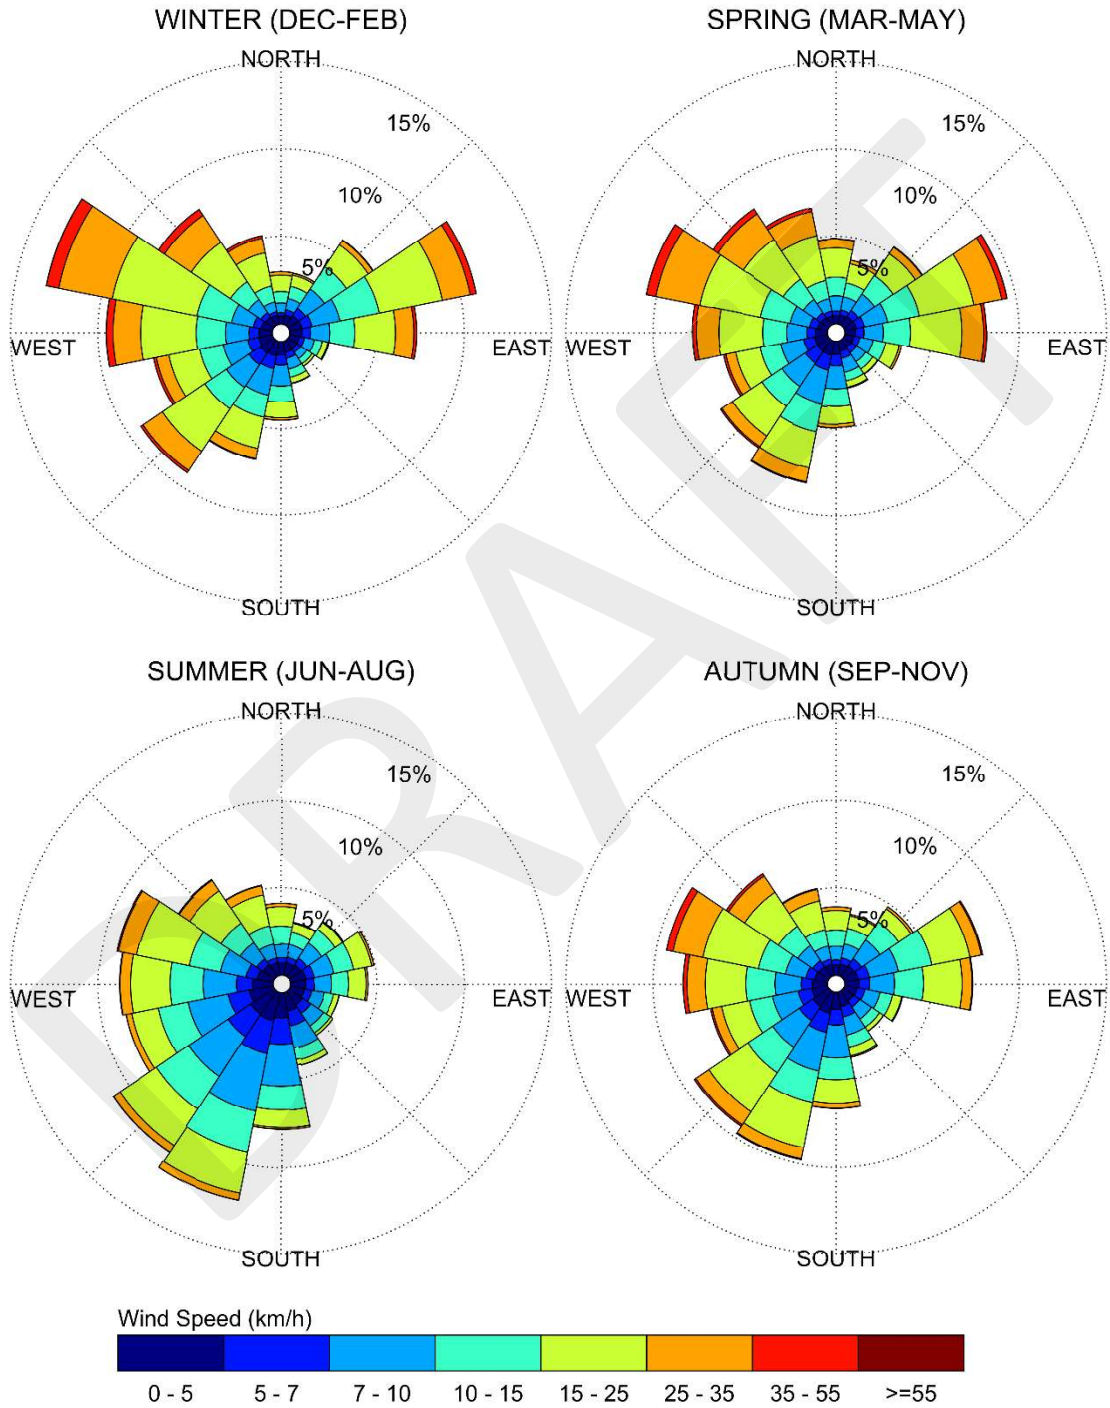 WINTER (DEC-FEB)
NORTH
15%
10%
5%
WEST
EAST
SOUTH
SPRING (MAR-MAY)
NORTH
15%
10%
5%
WEST
EAST
SOUTH
SUMMER (JUN-AUG)
NORTH
15%
10%
5%
WEST
EAST
SOUTH
AUTUMN (SEP-NOV)
NORTH
15%
10%
5%
WEST
EAST
SOUTH
DRAFT
Wind Speed (km/h)
0 - 5 5 - 7 7 - 10 10 - 15 15 - 25 25 - 35 35 - 55 >=55